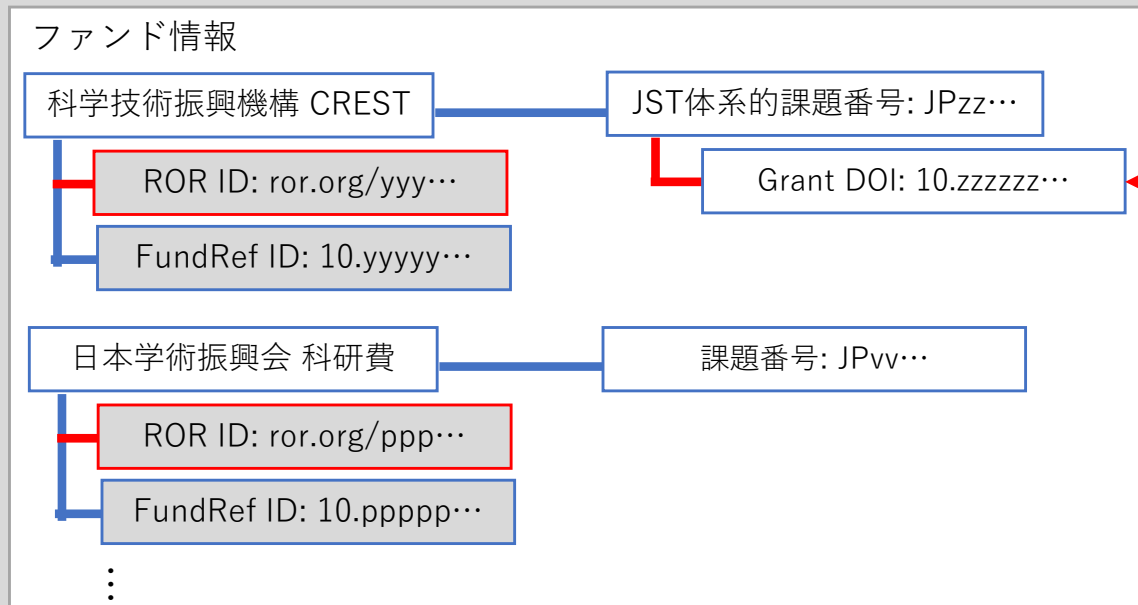 ファンド情報
科学技術振興機構 CREST
JST体系的課題番号: JPzz…
ROR ID: ror.org/yyy…
Grant DOI: 10.zzzzzz…
FundRef ID: 10.yyyyy…
日本学術振興会 科研費
課題番号: JPvv…
ROR ID: ror.org/ppp…
FundRef ID: 10.ppppp…
⋮